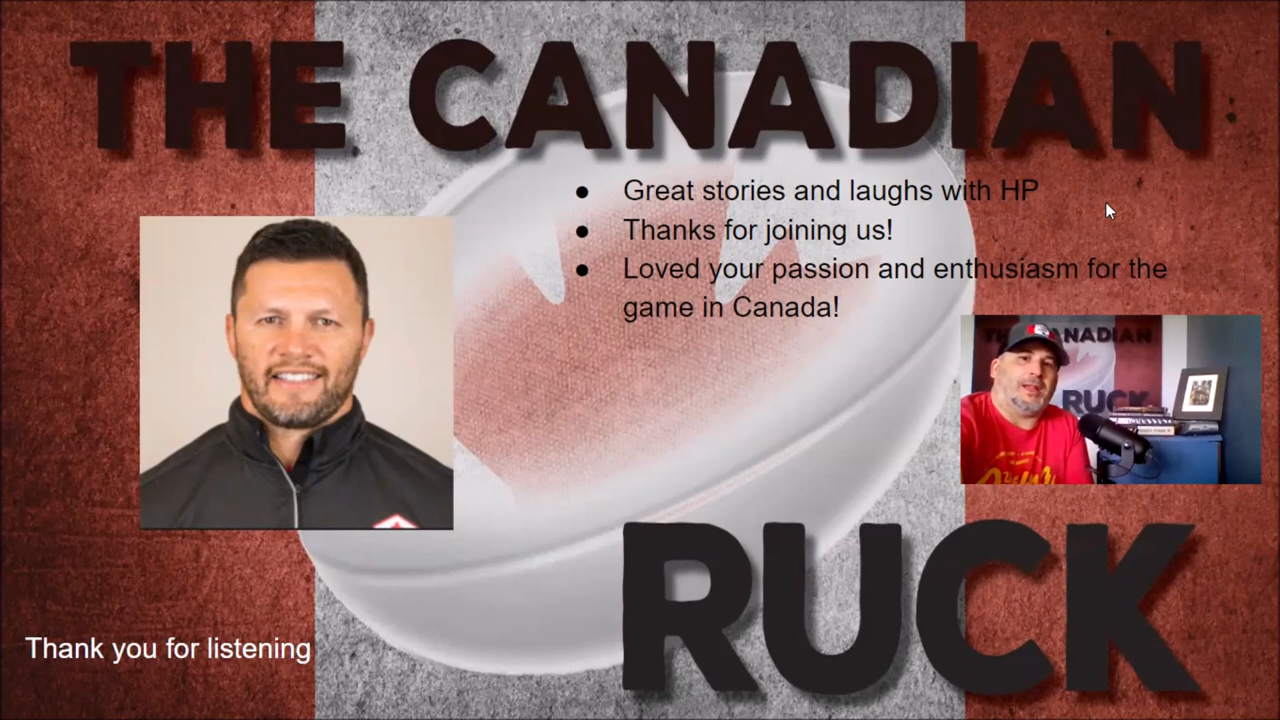 THE CANADIAN
● Great stories and laughs with HP
● Thanks for joining us!
● Loved your passion and enthusiasm for the
game in Canada!
CANADIAN
RUCK
RUCK
Thank you for listening